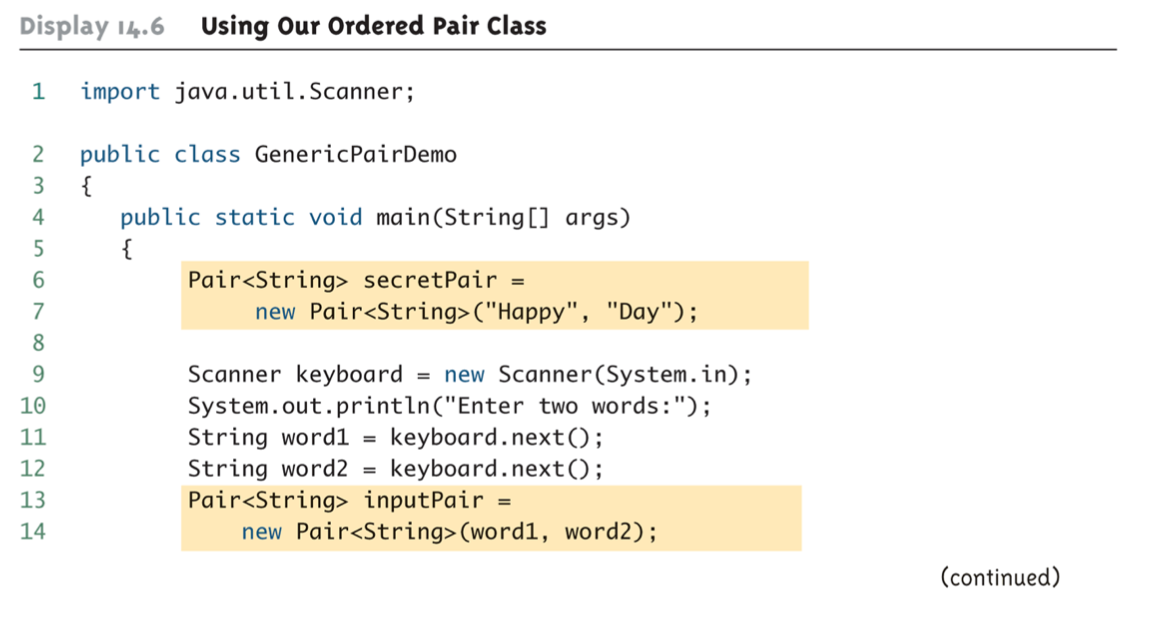 Display 14.6 Using Our Ordered Pair Class
1 import java.util.Scanner;
2 public class GenericPairDemo
3 {
4 public static void main(String[] args)
5 {
6 Pair<String> secretPair =
7 new Pair<String>("Happy", "Day");
8
9 Scanner keyboard = new Scanner(System.in);
10 System.out.println("Enter two words:");
11 String word1 = keyboard.next();
12 String word2 = keyboard.next();
13 Pair<String> inputPair =
14 new Pair<String>(word1, word2);
(continued)